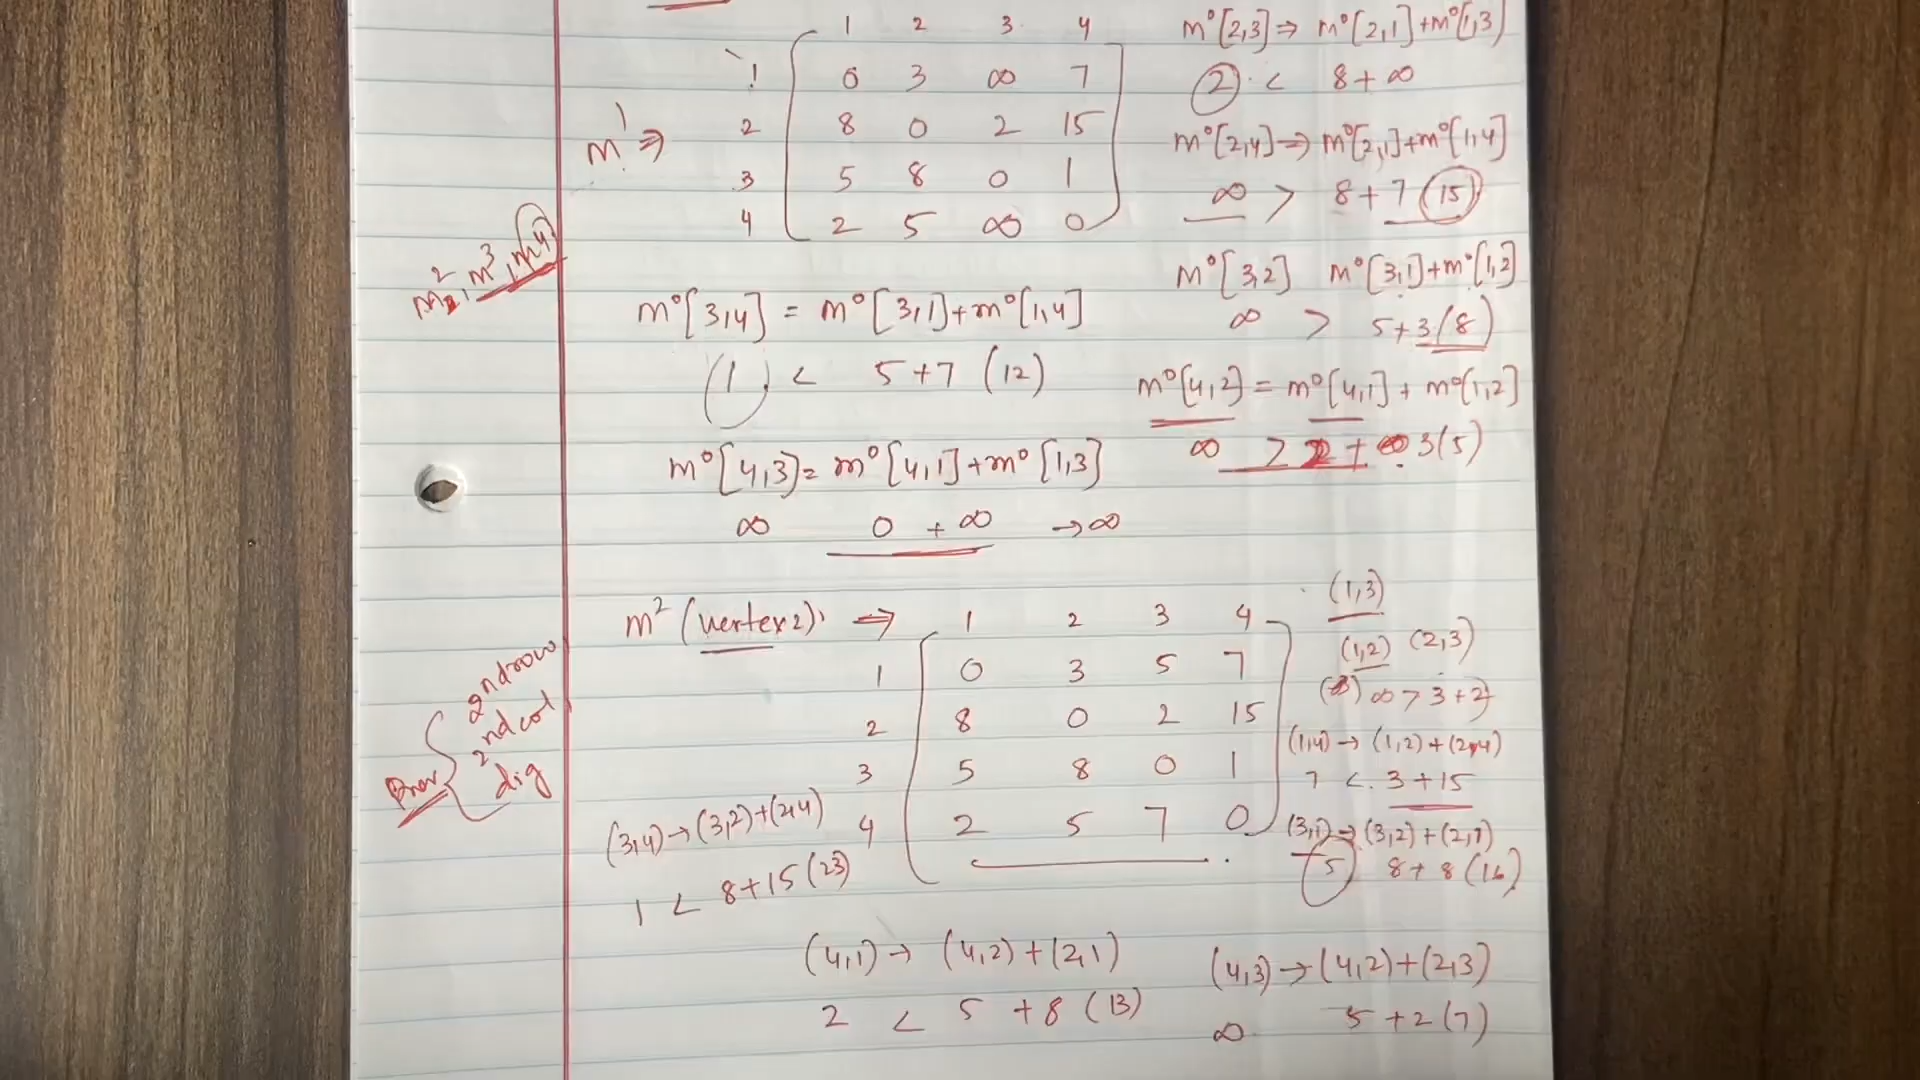 1 2 3 4
1 0 3 ∞ 7
m¹ ⇒ 2 8 0 2 15
3 5 8 0 1
4 2 5 ∞ 0
m°[2,3] ⇒ m°[2,1]+m°[1,3]
2 < 8+∞
m°[2,4] ⇒ m°[2,1]+m°[1,4]
∞ > 8+7 (15)
m°[3,2] m°[3,1]+m°[1,2]
∞ > 5+3(8)
m², m³, m⁴
m°[3,4] = m°[3,1]+m°[1,4]
1 < 5+7 (12)
m°[4,2] = m°[4,1] + m°[1,2]
∞ > 2 + 3(5)
m°[4,3] = m°[4,1]+m°[1,3]
∞ 0 + ∞ → ∞
m² (vertex 2) ⇒ 1 2 3 4
1 0 3 5 7
2 8 0 2 15
3 5 8 0 1
4 2 5 7 0
(1,3)
(1,2) (2,3)
∞ > 3+2
(1,4) → (1,2)+(2,4)
7 < 3+15
(3,1) → (3,2)+(2,1)
5 8+8 (16)
2nd row
2nd col
dig
(3,4) → (3,2)+(2,4)
1 < 8+15 (23)
(4,1) → (4,2)+(2,1)
2 < 5 +8 (13)
(4,3) → (4,2)+(2,3)
∞ 5+2 (7)